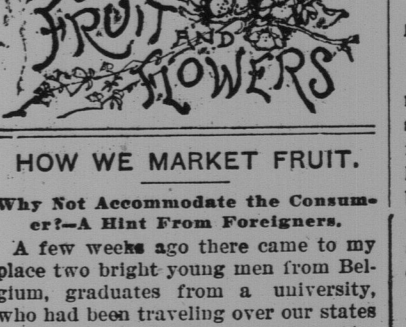 FRUIT
AND
FLOWERS
HOW WE MARKET FRUIT.
Why Not Accommodate the Consum-
er?—A Hint From Foreigners.
A few weeks ago there came to my
place two bright young men from Bel-
gium, graduates from a university,
who had been traveling over our states